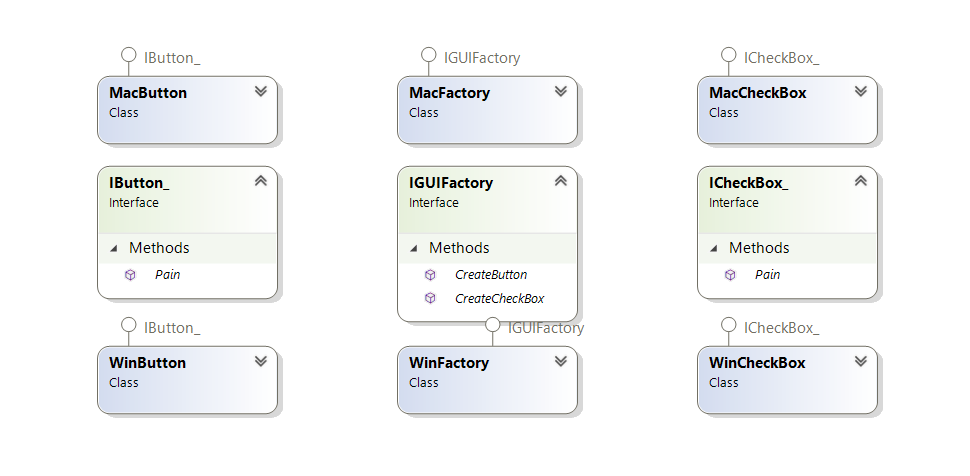 IButton_
MacButton
Class
IGUIFactory
MacFactory
Class
ICheckBox_
MacCheckBox
Class
IButton_
Interface
Methods
Pain
IGUIFactory
Interface
Methods
CreateButton
CreateCheckBox
ICheckBox_
Interface
Methods
Pain
IButton_
WinButton
Class
IGUIFactory
WinFactory
Class
ICheckBox_
WinCheckBox
Class